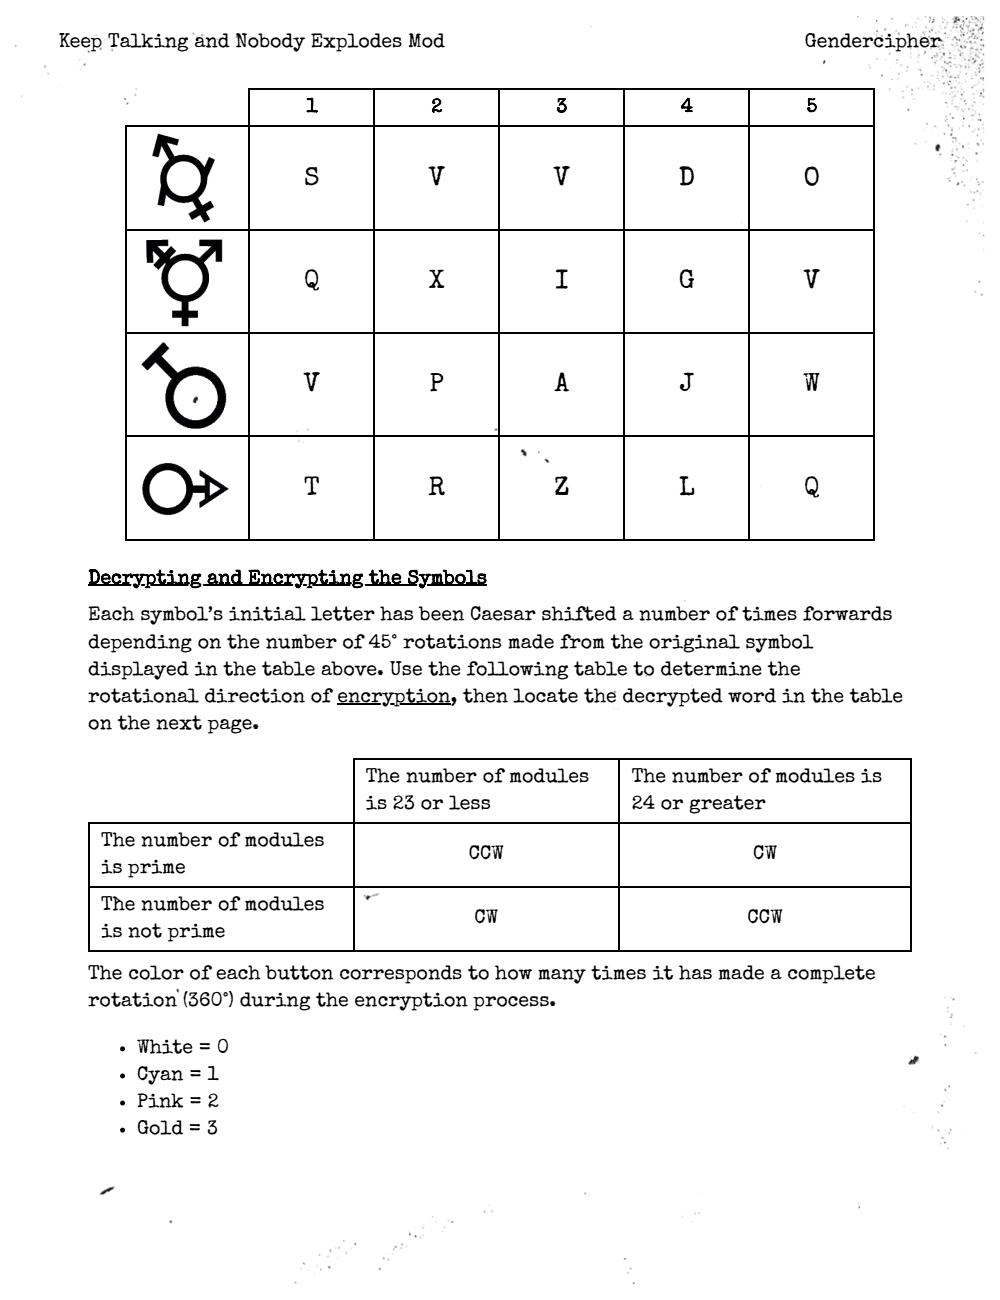 Keep Talking and Nobody Explodes Mod Gendercipher
1 2 3 4 5
S V V D O
Q X I G V
V P A J W
T R Z L Q
Decrypting and Encrypting the Symbols
Each symbol's initial letter has been Caesar shifted a number of times forwards
depending on the number of 45° rotations made from the original symbol
displayed in the table above. Use the following table to determine the
rotational direction of encryption, then locate the decrypted word in the table
on the next page.
The number of modules The number of modules is
is 23 or less 24 or greater
The number of modules
is prime CCW CW
The number of modules
is not prime CW CCW
The color of each button corresponds to how many times it has made a complete
rotation (360°) during the encryption process.
• White = 0
• Cyan = 1
• Pink = 2
• Gold = 3